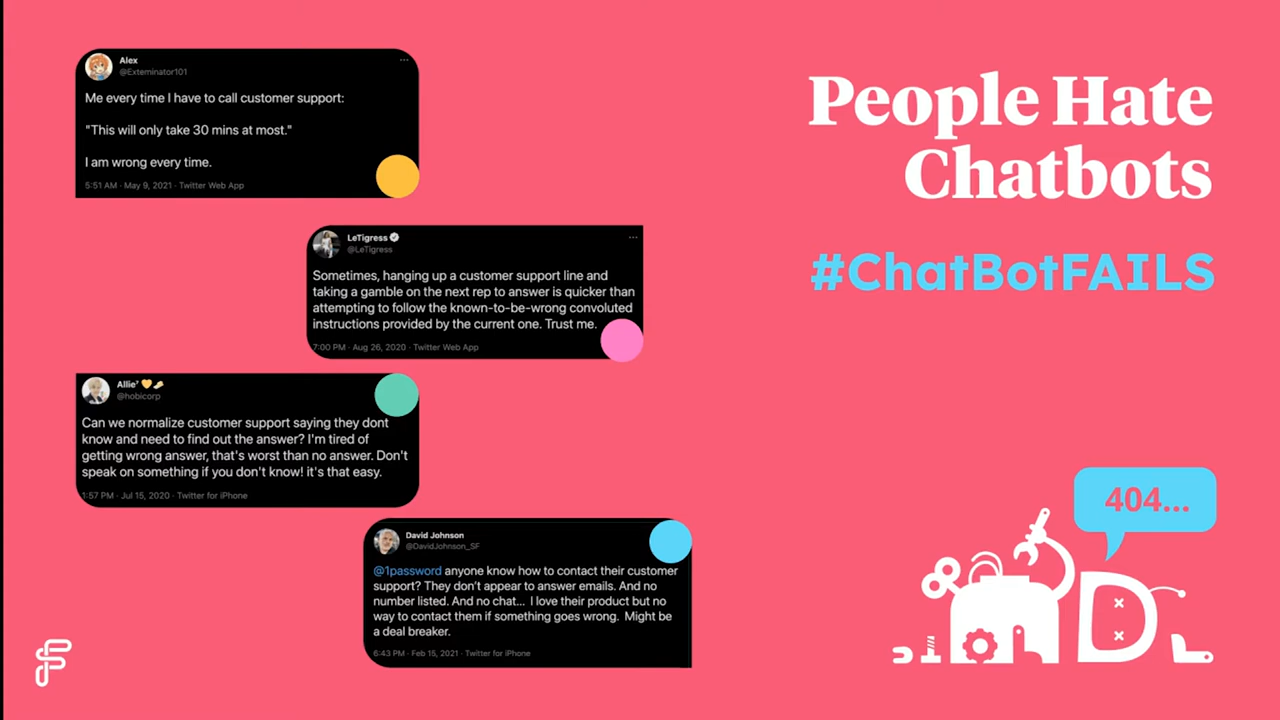 Alex
@Exterminator101
Me every time I have to call customer support:
"This will only take 30 mins at most."
I am wrong every time.
5:51 AM · May 9, 2021 · Twitter Web App
LeTigress
@LeTigress
Sometimes, hanging up a customer support line and
taking a gamble on the next rep to answer is quicker than
attempting to follow the known-to-be-wrong convoluted
instructions provided by the current one. Trust me.
7:00 PM · Aug 26, 2020 · Twitter Web App
Allie⁷ 💛
@hobicorp
Can we normalize customer support saying they dont
know and need to find out the answer? I'm tired of
getting wrong answer, that's worst than no answer. Don't
speak on something if you don't know! it's that easy.
1:57 PM · Jul 15, 2020 · Twitter for iPhone
David Johnson
@DavidJohnson_SF
@1password anyone know how to contact their customer
support? They don't appear to answer emails. And no
number listed. And no chat... I love their product but no
way to contact them if something goes wrong. Might be
a deal breaker.
6:43 PM · Feb 15, 2021 · Twitter for iPhone
People Hate
Chatbots
#ChatBotFAILS
404...